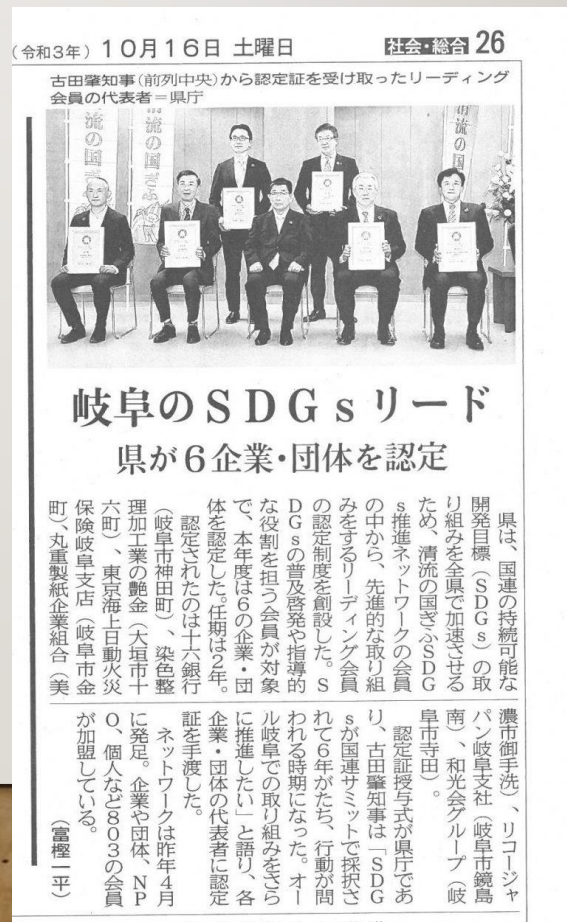 (令和3年) 10月16日 土曜日
社会・総合 26
古田肇知事(前列中央)から認定証を受け取ったリーディング
会員の代表者=県庁
清流の国ぎふ
岐阜のSDGsリード
県が6企業・団体を認定
県は、国連の持続可能な
開発目標(SDGs)の取
り組みを全県で加速させる
ため、清流の国ぎふSDG
s推進ネットワークの会員
の中から、先進的な取り組
みをするリーディング会員
の認定制度を創設した。S
DGsの普及啓発や指導的
な役割を担う会員が対象
で、本年度は6の企業・団
体を認定した。任期は2年。
認定されたのは十六銀行
(岐阜市神田町)、染色整
理加工業の艶金(大垣市十
六町)、東京海上日動火災
保険岐阜支店(岐阜市金
町)、丸重製紙企業組合(美
濃市御手洗)、リコージャ
パン岐阜支社(岐阜市鏡島
南)、和光会グループ(岐
阜市寺田)。
認定証授与式が県庁であ
り、古田肇知事は「SDG
sが国連サミットで採択さ
れて6年がたち、行動が問
われる時期になった。オー
ル岐阜での取り組みをさら
に推進したい」と語り、各
企業・団体の代表者に認定
証を手渡した。
ネットワークは昨年4月
に発足。企業や団体、NP
O、個人など803の会員
が加盟している。
(富樫一平)